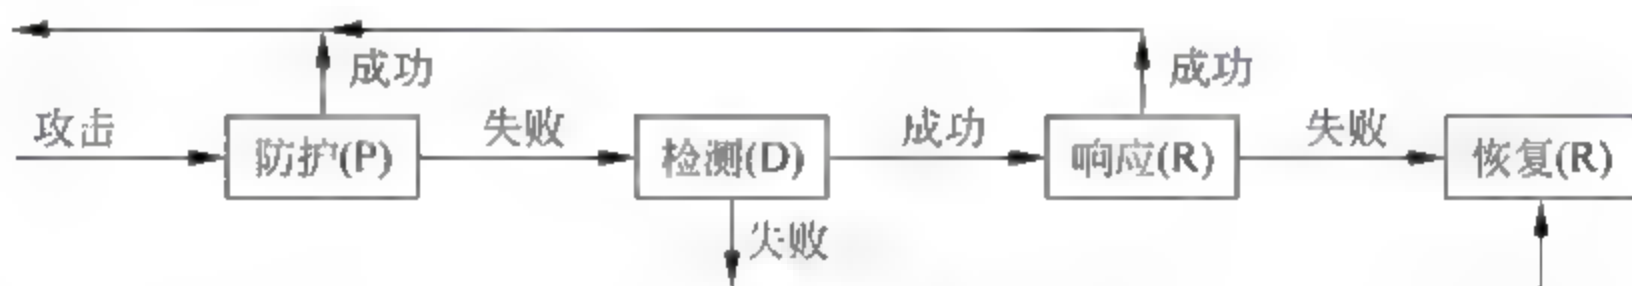 成功
成功
攻击
防护(P)
失败
检测(D)
成功
响应(R)
失败
恢复(R)
失败